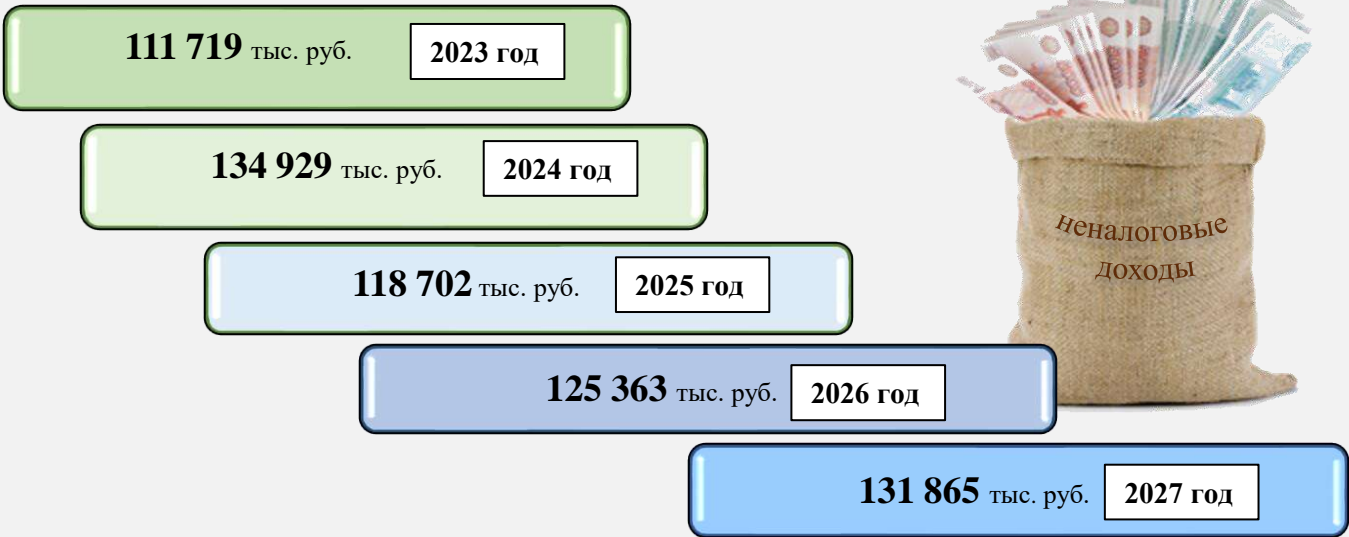 111 719 тыс. руб. 2023 год
134 929 тыс. руб. 2024 год
118 702 тыс. руб. 2025 год
неналоговые
доходы
125 363 тыс. руб. 2026 год
131 865 тыс. руб. 2027 год